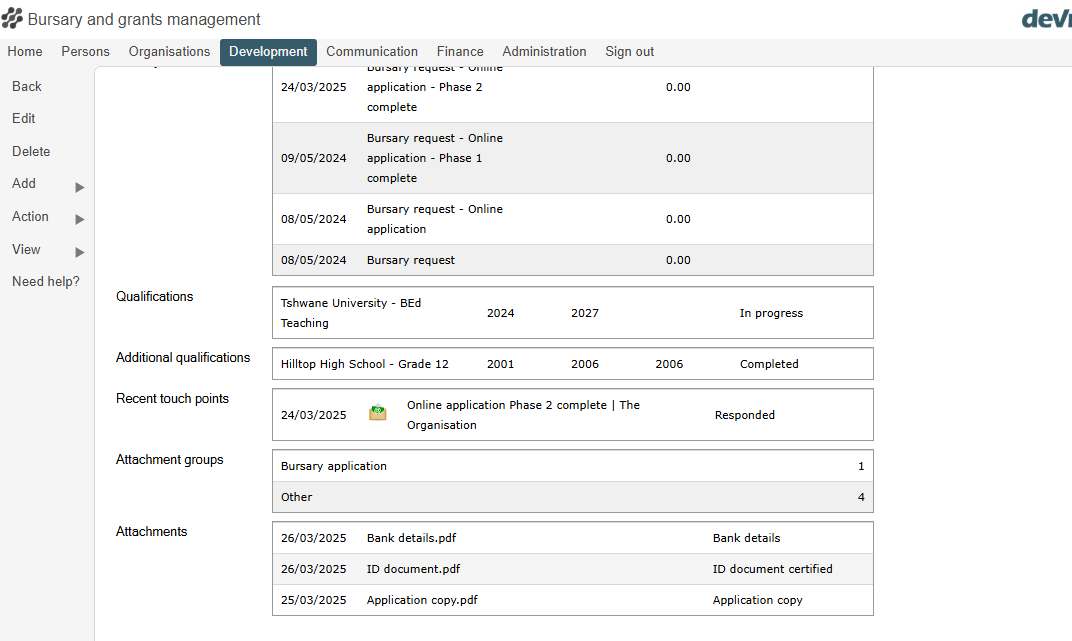 Bursary and grants management
Home Persons Organisations Development Communication Finance Administration Sign out
Back
Edit
Delete
Add
Action
View
Need help?
Bursary request - Online
24/03/2025 application - Phase 2 0.00
complete
Bursary request - Online
09/05/2024 application - Phase 1 0.00
complete
Bursary request - Online
08/05/2024 0.00
application
08/05/2024 Bursary request 0.00
Qualifications
Tshwane University - BEd
2024 2027 In progress
Teaching
Additional qualifications Hilltop High School - Grade 12 2001 2006 2006 Completed
Recent touch points
Online application Phase 2 complete | The
24/03/2025 Responded
Organisation
Attachment groups
Bursary application 1
Other 4
Attachments
26/03/2025 Bank details.pdf Bank details
26/03/2025 ID document.pdf ID document certified
25/03/2025 Application copy.pdf Application copy